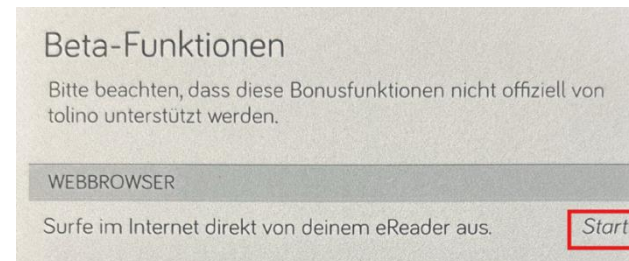 Beta-Funktionen
Bitte beachten, dass diese Bonusfunktionen nicht offiziell von
tolino unterstützt werden.
WEBBROWSER
Surfe im Internet direkt von deinem eReader aus. Start